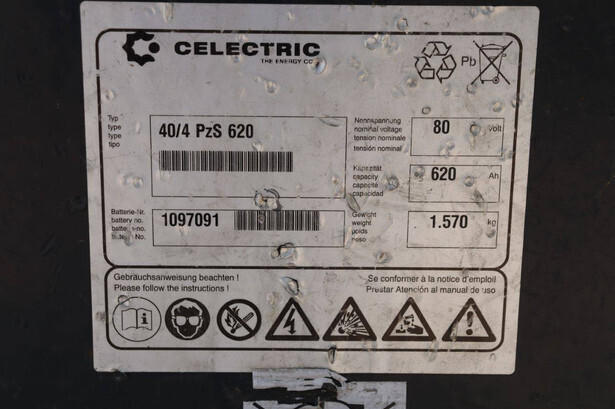 CELECTRIC
THE ENERGY CO
Pb
Typ
type
type
tipo
40/4 PzS 620
Nennspannung
nominal voltage
tension nominale
tensión nominal
80 Volt
Kapazität
capacity
capacité
capacidad
620 Ah
Batterie-Nr.
battery no.
1097091
Gewicht
weight
poids
peso
1.570 kg
Gebrauchsanweisung beachten !
Please follow the instructions !
Se conformer à la notice d'emploi
Prestar Atención al manual de uso